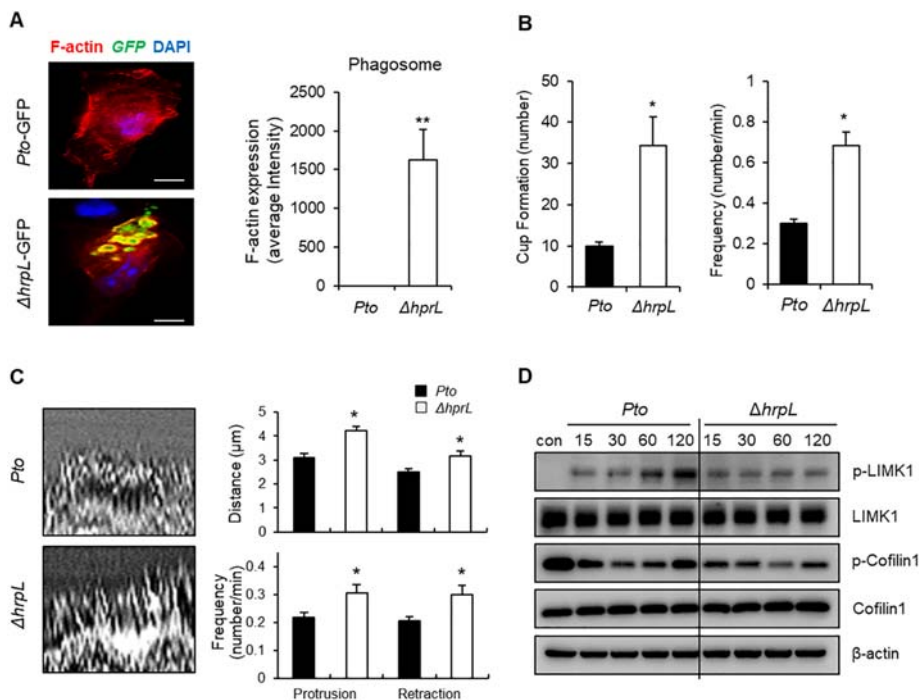 A
F-actin GFP DAPI
Pto-GFP
ΔhrpL-GFP
Phagosome
F-actin expression
(average Intensity)
2500
2000
1500
1000
500
0
**
Pto ΔhprL
B
Cup Formation (number)
50
40
30
20
10
0
*
Pto ΔhrpL
Frequency (number/min)
1
0.8
0.6
0.4
0.2
0
*
Pto ΔhrpL
C
Pto
ΔhrpL
Pto
ΔhprL
Distance (µm)
5
4
3
2
1
0
*
*
Frequency
(number/min)
0.4
0.3
0.2
0.1
0
*
*
Protrusion Retraction
D
Pto ΔhrpL
con 15 30 60 120 15 30 60 120
p-LIMK1
LIMK1
p-Cofilin1
Cofilin1
β-actin